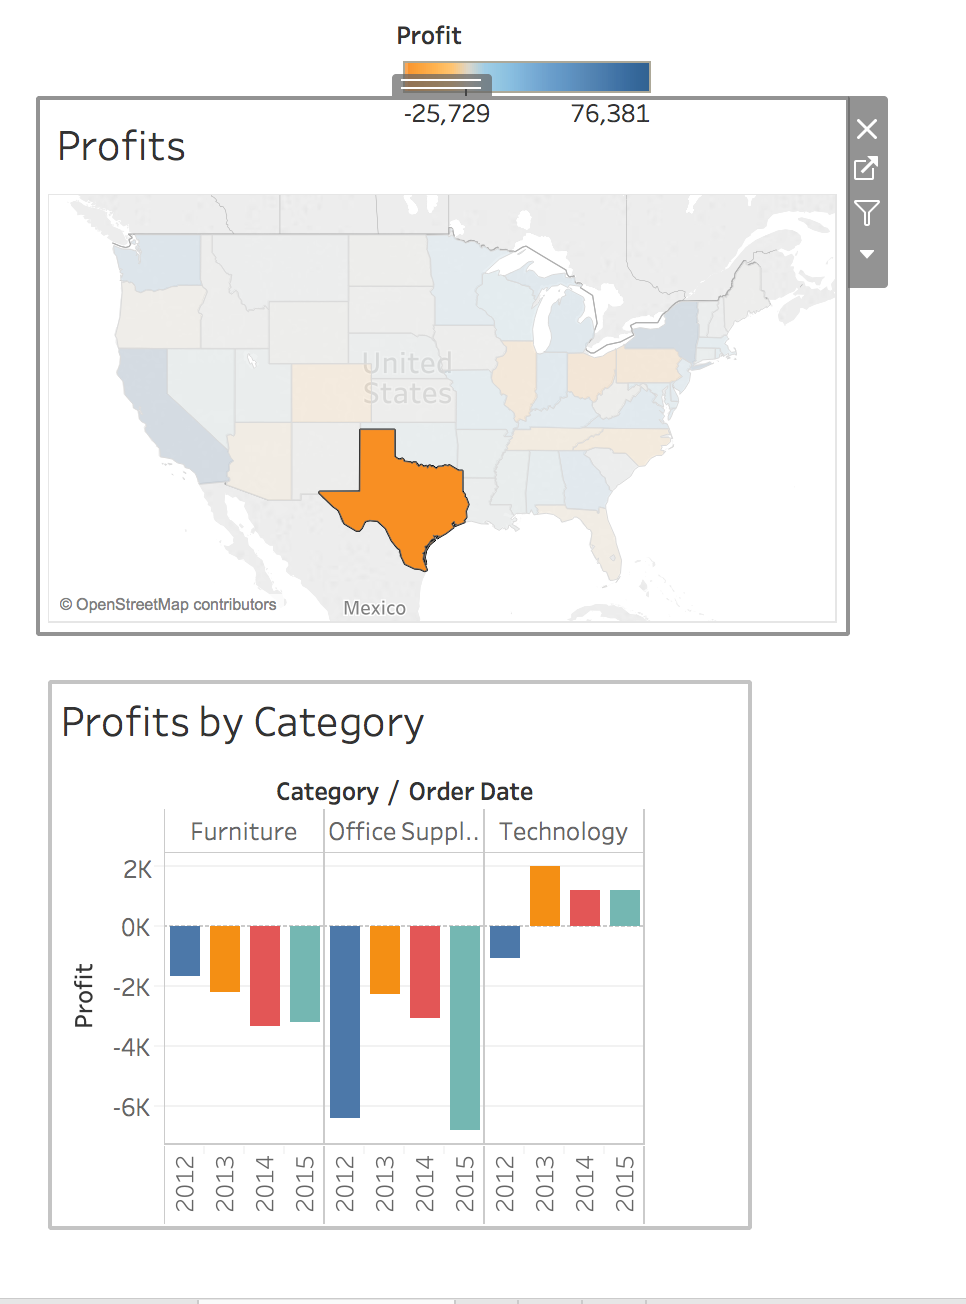 Profit
-25,729 76,381
Profits
United
States
© OpenStreetMap contributors
Mexico
Profits by Category
Category / Order Date
Furniture Office Suppl.. Technology
2K
0K
-2K
-4K
-6K
Profit
2012 2013 2014 2015 2012 2013 2014 2015 2012 2013 2014 2015